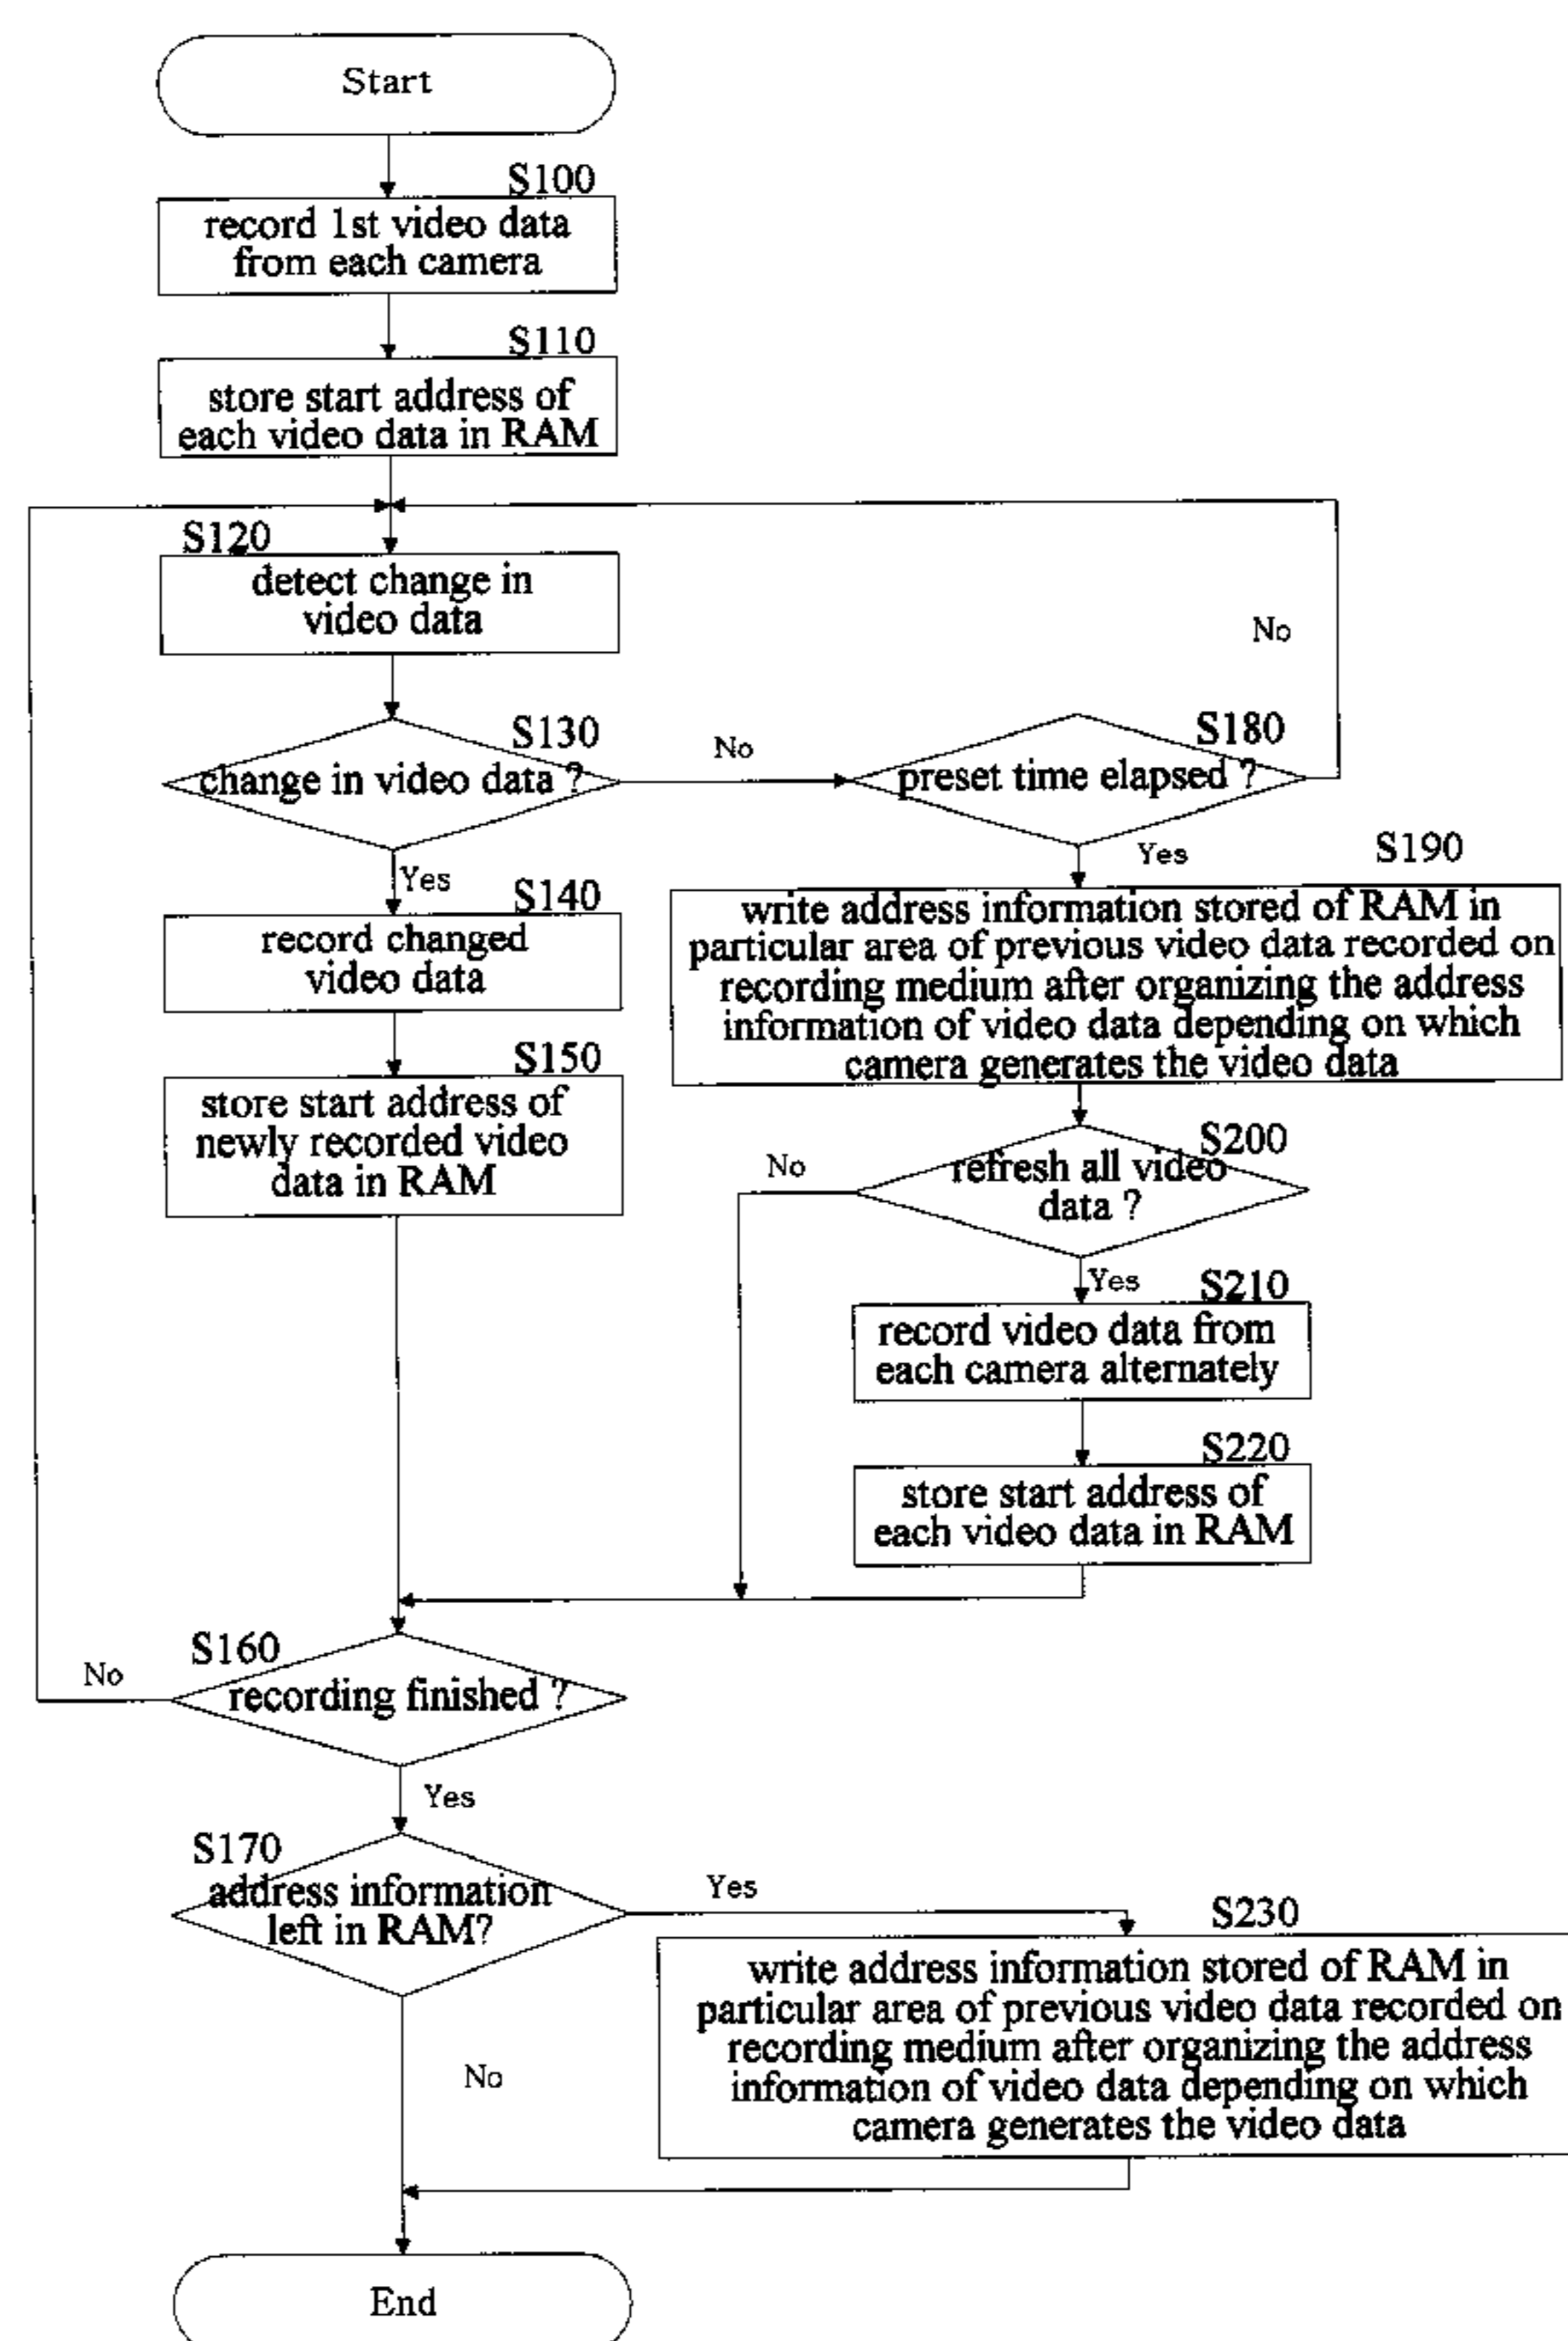 Start
S100
record 1st video data
from each camera
S110
store start address of
each video data in RAM
S120
detect change in
video data
No
S130
change in video data ?
No
S180
preset time elapsed ?
Yes
S140
record changed
video data
Yes
S190
write address information stored of RAM in
particular area of previous video data recorded on
recording medium after organizing the address
information of video data depending on which
camera generates the video data
S150
store start address of
newly recorded video
data in RAM
S200
refresh all video
data ?
No
Yes
S210
record video data from
each camera alternately
S220
store start address of
each video data in RAM
S160
recording finished ?
No
Yes
S170
address information
left in RAM?
Yes
No
S230
write address information stored of RAM in
particular area of previous video data recorded on
recording medium after organizing the address
information of video data depending on which
camera generates the video data
End